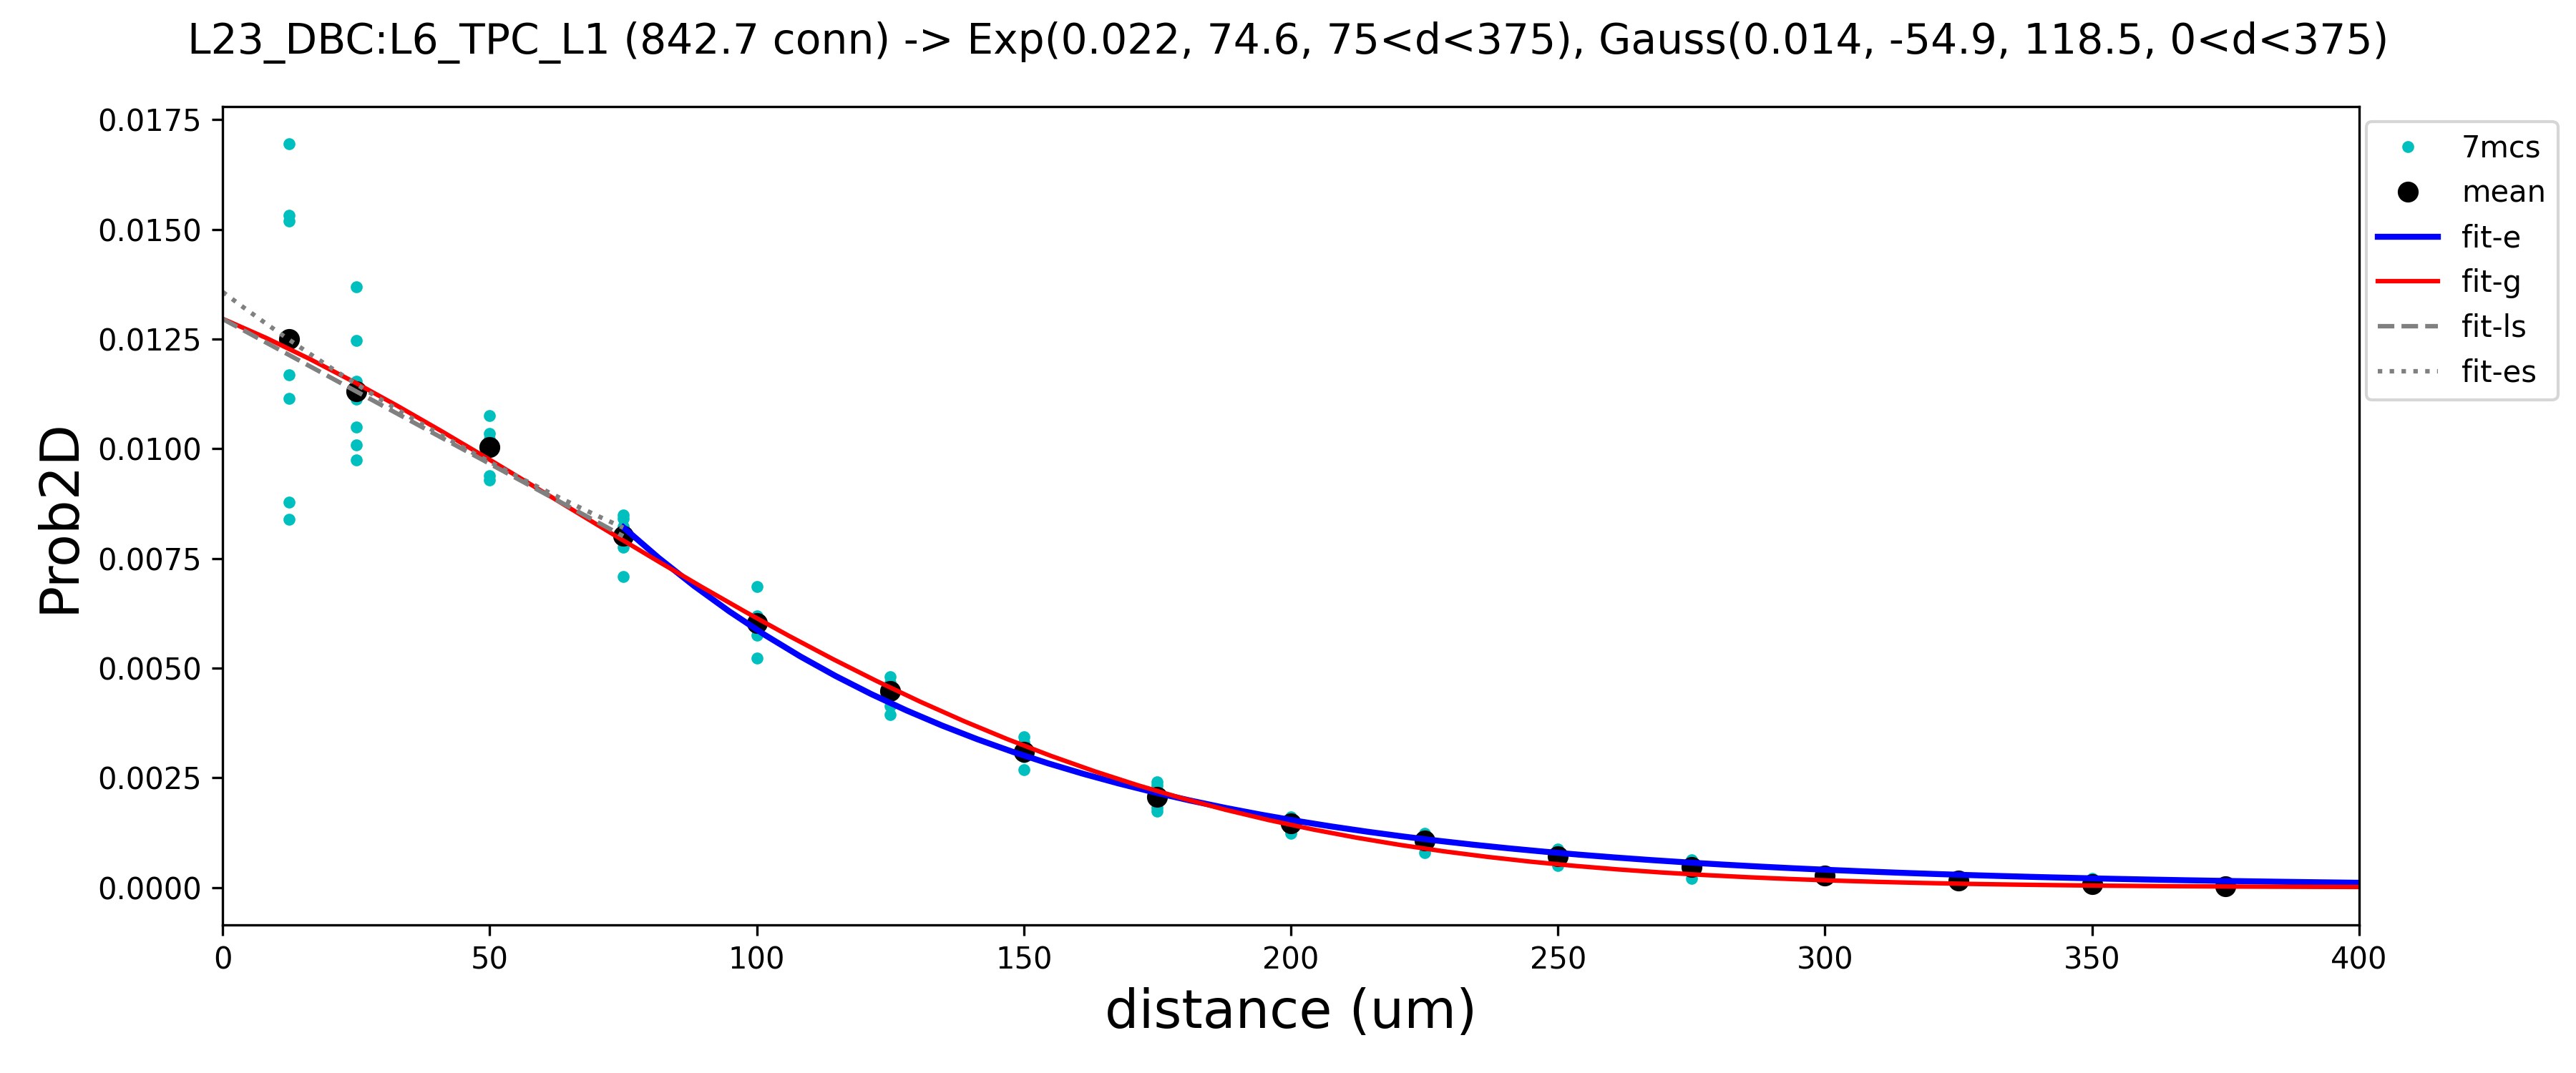 L23_DBC:L6_TPC_L1 (842.7 conn) -> Exp(0.022, 74.6, 75<d<375), Gauss(0.014, -54.9, 118.5, 0<d<375)
0.0175
0.0150
0.0125
0.0100
0.0075
0.0050
0.0025
0.0000
Prob2D
0 50 100 150 200 250 300 350 400
distance (um)
7mcs
mean
fit-e
fit-g
fit-ls
fit-es